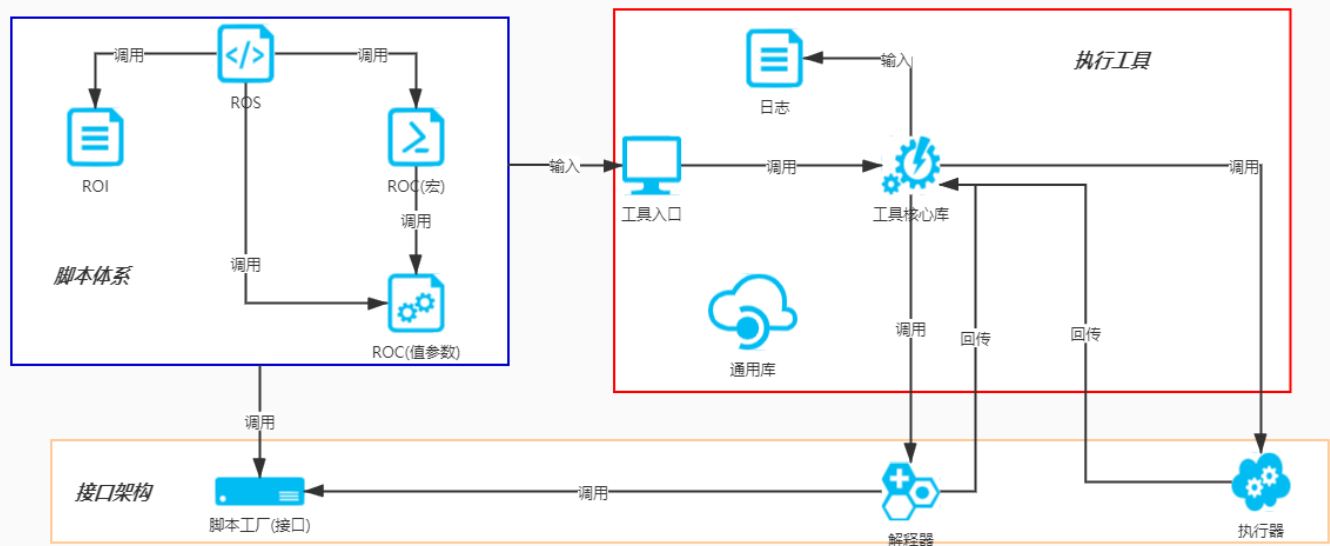 调用
ROS
调用
ROI
ROC(宏)
调用
调用
脚本体系
ROC(值参数)
输入
日志
输入
执行工具
工具入口
调用
工具核心库
调用
通用库
调用
回传
回传
调用
接口架构
脚本工厂(接口)
调用
解释器
执行器